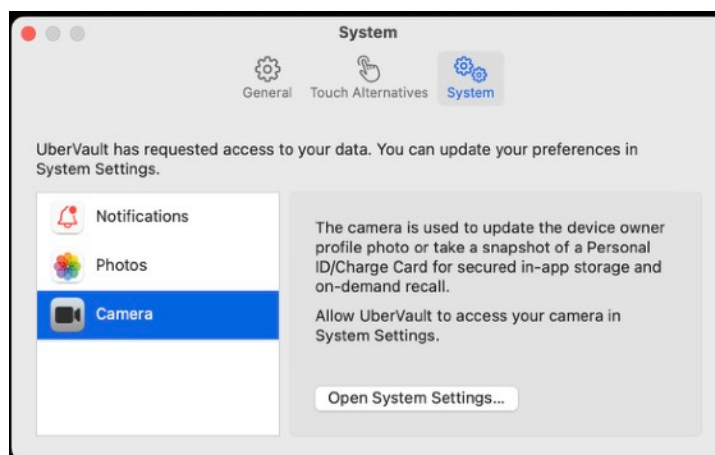 System
General
Touch Alternatives
System
UberVault has requested access to your data. You can update your preferences in
System Settings.
Notifications
Photos
Camera
The camera is used to update the device owner
profile photo or take a snapshot of a Personal
ID/Charge Card for secured in-app storage and
on-demand recall.
Allow UberVault to access your camera in
System Settings.
Open System Settings...